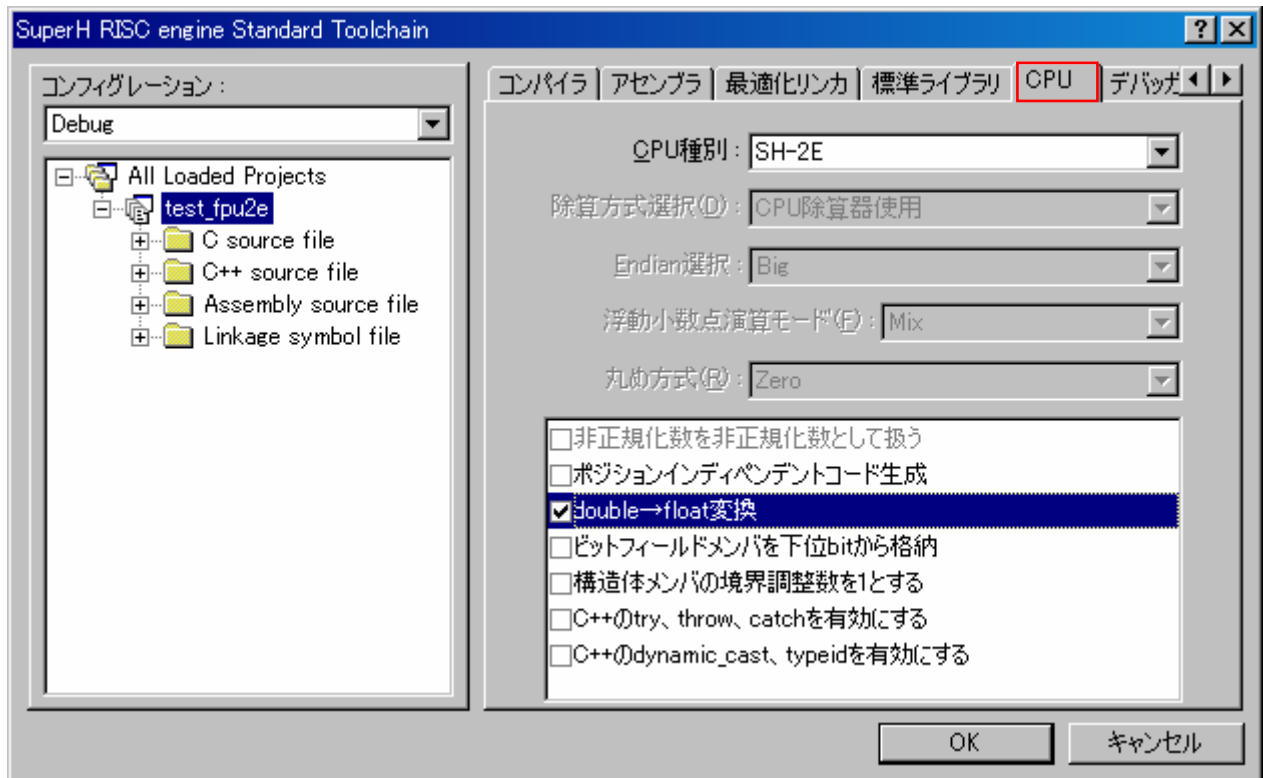 SuperH RISC engine Standard Toolchain
コンフィグレーション :
Debug
All Loaded Projects
test_fpu2e
C source file
C++ source file
Assembly source file
Linkage symbol file
コンパイラ アセンブラ 最適化リンカ 標準ライブラリ CPU デバッガ
CPU種別 : SH-2E
除算方式選択(D) : CPU除算器使用
Endian選択 : Big
浮動小数点演算モード(F) : Mix
丸め方式(R) : Zero
非正規化数を非正規化数として扱う
ポジションインディペンデントコード生成
double→float変換
ビットフィールドメンバを下位bitから格納
構造体メンバの境界調整数を1とする
C++のtry、throw、catchを有効にする
C++のdynamic_cast、typeidを有効にする
OK キャンセル